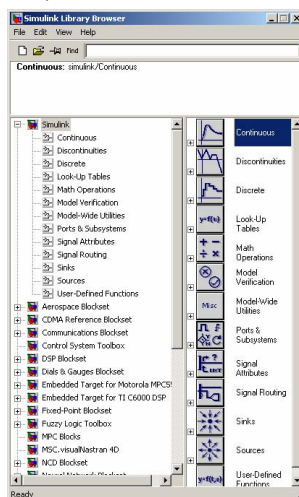 Simulink Library Browser
File Edit View Help
Find
Continuous: simulink/Continuous
Simulink
Continuous
Discontinuities
Discrete
Look-Up Tables
Math Operations
Model Verification
Model-Wide Utilities
Ports & Subsystems
Signal Attributes
Signal Routing
Sinks
Sources
User-Defined Functions
Aerospace Blockset
CDMA Reference Blockset
Communications Blockset
Control System Toolbox
DSP Blockset
Dials & Gauges Blockset
Embedded Target for Motorola MPC5
Embedded Target for TI C6000 DSP
Fixed-Point Blockset
Fuzzy Logic Toolbox
MPC Blocks
MSC.visualNastran 4D
NCD Blockset
Neural Network Blockset
Continuous
Discontinuities
Discrete
y=f(u)
Look-Up
Tables
+ -
÷ ×
Math
Operations
Model
Verification
Misc
Model-Wide
Utilities
Ports &
Subsystems
Signal
Attributes
Signal Routing
Sinks
Sources
y=f(u)
User-Defined
Functions
Ready